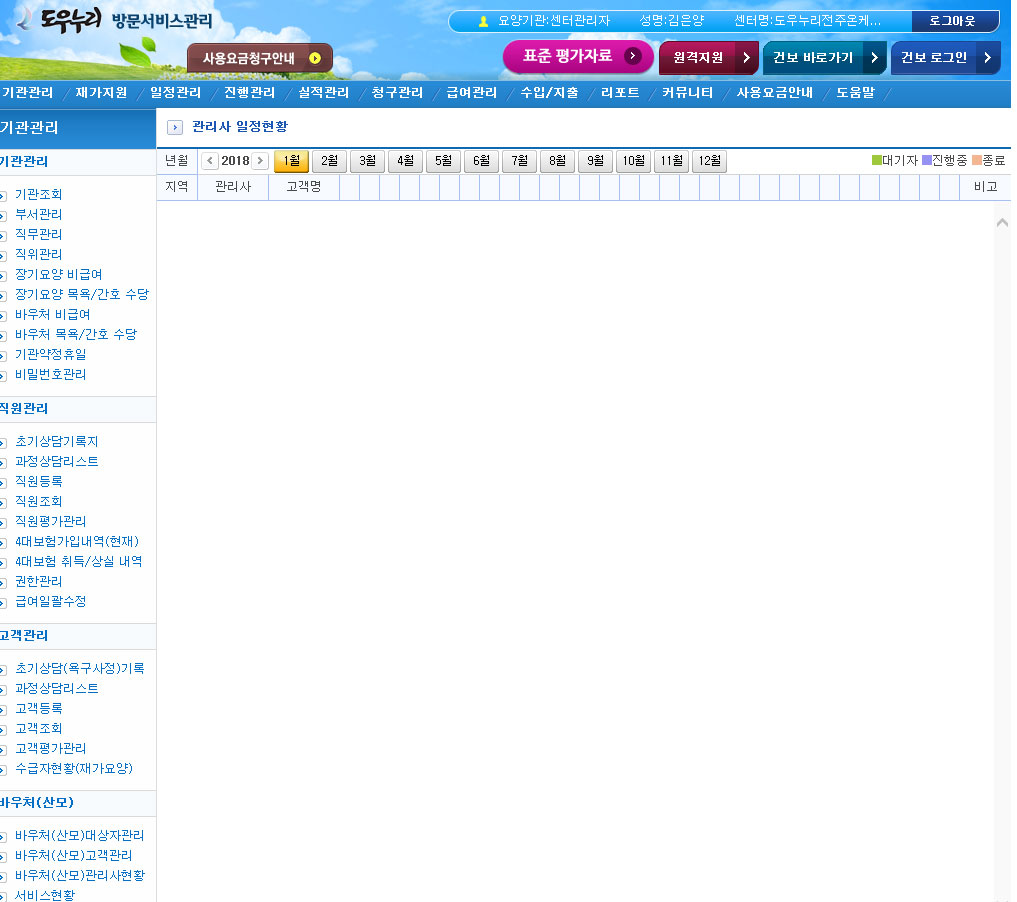 도우누리 방문서비스관리
요양기관:센터관리자 성명:김은양 센터명:도우누리전주온케... 로그아웃
사용요금청구안내 표준 평가자료 원격지원 건보 바로가기 건보 로그인
기관관리 재가지원 일정관리 진행관리 실적관리 청구관리 급여관리 수입/지출 리포트 커뮤니티 사용요금안내 도움말
기관관리
관리사 일정현황
년월 2018 1월 2월 3월 4월 5월 6월 7월 8월 9월 10월 11월 12월 대기자 진행중 종료
지역 관리사 고객명 비고
기관관리
기관조회
부서관리
직무관리
직위관리
장기요양 비급여
장기요양 목욕/간호 수당
바우처 비급여
바우처 목욕/간호 수당
기관약정휴일
비밀번호관리
직원관리
초기상담기록지
과정상담리스트
직원등록
직원조회
직원평가관리
4대보험가입내역(현재)
4대보험 취득/상실 내역
권한관리
급여일괄수정
고객관리
초기상담(욕구사정)기록
과정상담리스트
고객등록
고객조회
고객평가관리
수급자현황(재가요양)
바우처(산모)
바우처(산모)대상자관리
바우처(산모)고객관리
바우처(산모)관리사현황
서비스현황